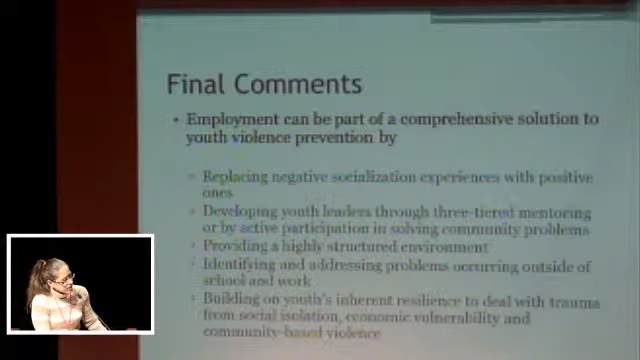 Final Comments
• Employment can be part of a comprehensive solution to
youth violence prevention by
Replacing negative socialization experiences with positive
ones
Developing youth leaders through three-tiered mentoring
or by active participation in solving community problems
Providing a highly structured environment
Identifying and addressing problems occurring outside of
school and work
Building on youth's inherent resilience to deal with trauma
from social isolation, economic vulnerability and
community-based violence